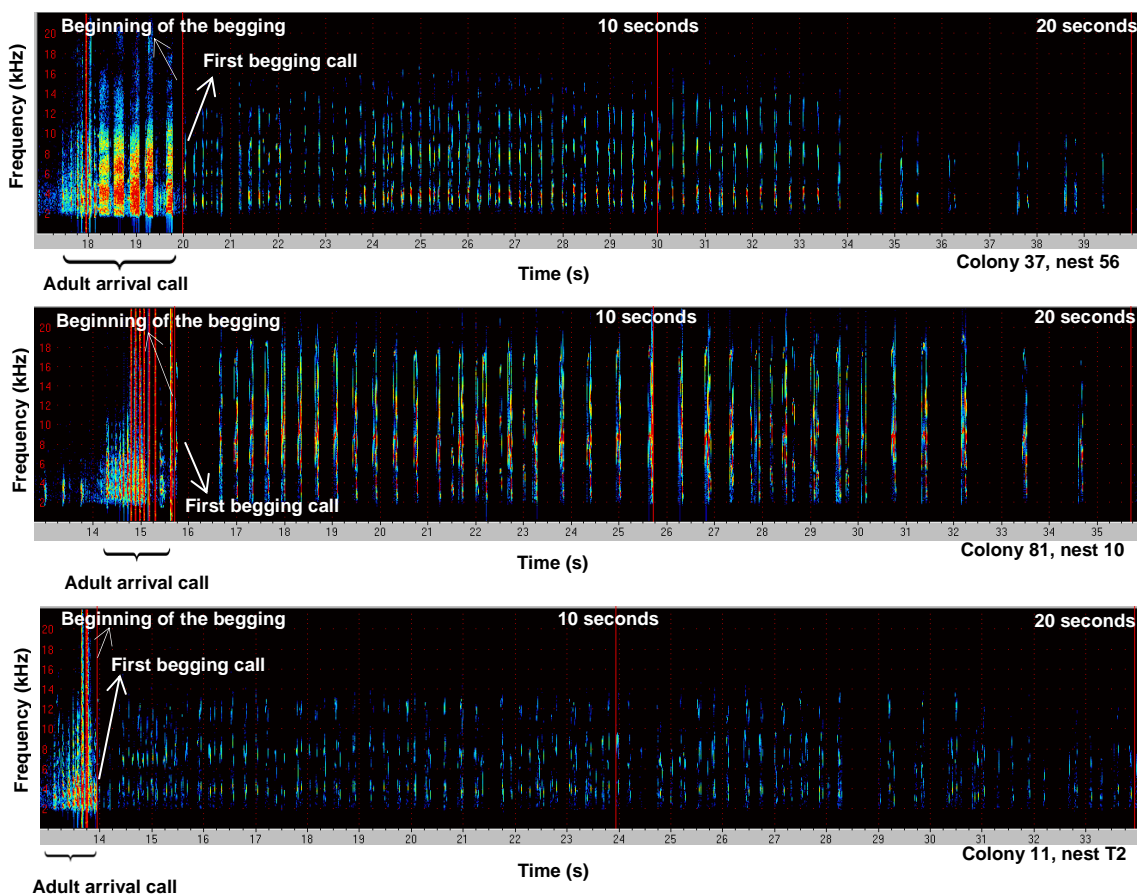 Beginning of the begging
10 seconds
20 seconds
First begging call
Frequency (kHz)
20
18
16
14
12
10
8
6
4
2
18 19 20 21 22 23 24 25 26 27 28 29 30 31 32 33 34 35 36 37 38 39
Adult arrival call
Time (s)
Colony 37, nest 56
Beginning of the begging
10 seconds
20 seconds
First begging call
Frequency (kHz)
20
18
16
14
12
10
8
6
4
2
14 15 16 17 18 19 20 21 22 23 24 25 26 27 28 29 30 31 32 33 34 35
Adult arrival call
Time (s)
Colony 81, nest 10
Beginning of the begging
10 seconds
20 seconds
First begging call
Frequency (kHz)
20
18
16
14
12
10
8
6
4
2
14 15 16 17 18 19 20 21 22 23 24 25 26 27 28 29 30 31 32 33
Adult arrival call
Time (s)
Colony 11, nest T2